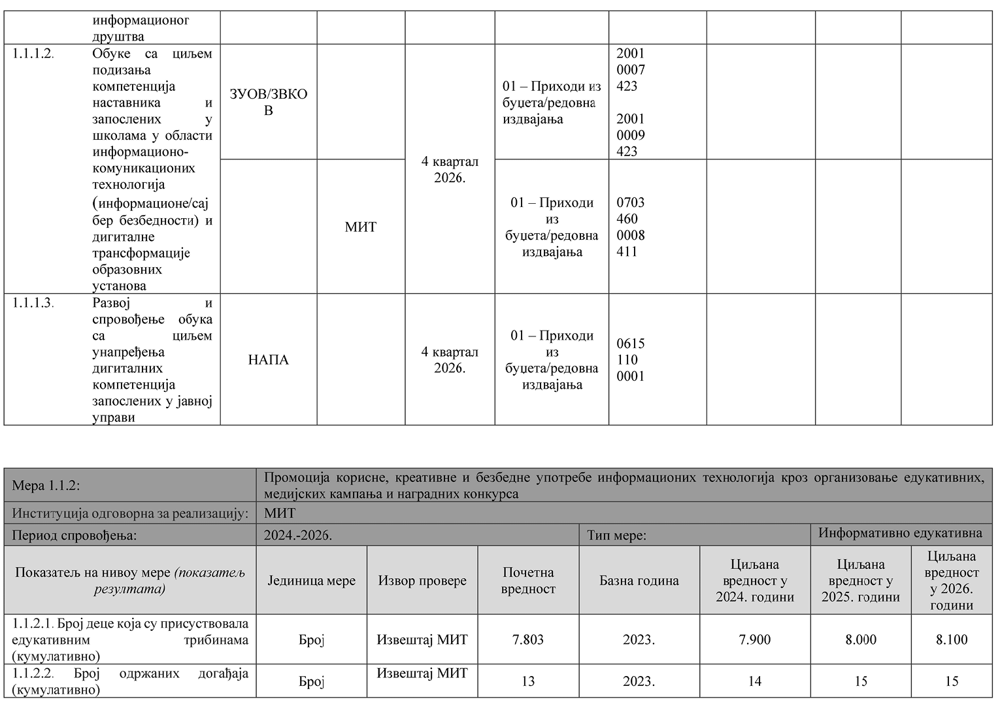 информационог
друштва
1.1.1.2.
Обуке са циљем
подизања
компетенција
наставника и
запослених у
школама у области
информационо-
комуникационих
технологија
(информационе/сај
бер безбедности) и
дигиталне
трансформације
образовних
установа
ЗУОВ/ЗВКО
В
4 квартал
2026.
01 – Приходи из
буџета/редовна
издвајања
2001
0007
423
2001
0009
423
МИТ
01 – Приходи
из
буџета/редовна
издвајања
0703
460
0008
411
1.1.1.3.
Развој и
спровођење обука
са циљем
унапређења
дигиталних
компетенција
запослених у јавној
управи
НАПА
4 квартал
2026.
01 – Приходи
из
буџета/редовна
издвајања
0615
110
0001
Мера 1.1.2:
Промоција корисне, креативне и безбедне употребе информационих технологија кроз организовање едукативних,
медијских кампања и наградних конкурса
Институција одговорна за реализацију:
МИТ
Период спровођења:
2024.-2026.
Тип мере:
Информативно едукативна
Показатељ на нивоу мере (показатељ
резултата)
Јединица мере
Извор провере
Почетна
вредност
Базна година
Циљана
вредност у
2024. години
Циљана
вредност у
2025. години
Циљана
вредност
у 2026.
години
1.1.2.1. Број деце која су присуствовала
едукативним трибинама
(кумулативно)
Број
Извештај МИТ
7.803
2023.
7.900
8.000
8.100
1.1.2.2. Број одржаних догађаја
(кумулативно)
Број
Извештај МИТ
13
2023.
14
15
15